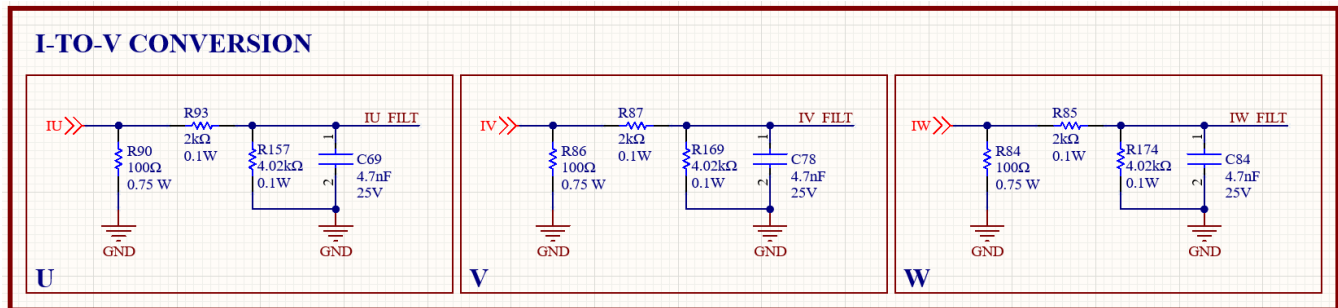 I-TO-V CONVERSION
IU
R93
2kΩ
0.1W
IU_FILT
R90
100Ω
0.75 W
R157
4.02kΩ
0.1W
1
2
C69
4.7nF
25V
GND
GND
U
IV
R87
2kΩ
0.1W
IV_FILT
R86
100Ω
0.75 W
R169
4.02kΩ
0.1W
1
2
C78
4.7nF
25V
GND
GND
V
IW
R85
2kΩ
0.1W
IW_FILT
R84
100Ω
0.75 W
R174
4.02kΩ
0.1W
1
2
C84
4.7nF
25V
GND
GND
W